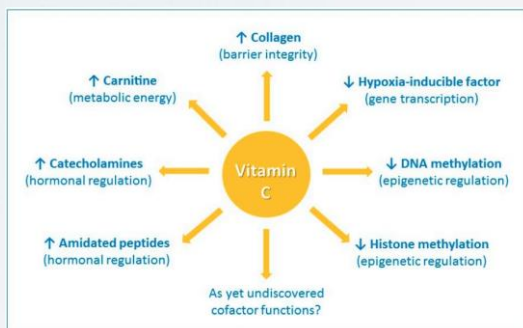 ↑ Collagen
(barrier integrity)
↑ Carnitine
(metabolic energy)
↓ Hypoxia-inducible factor
(gene transcription)
↑ Catecholamines
(hormonal regulation)
Vitamin
C
↓ DNA methylation
(epigenetic regulation)
↑ Amidated peptides
(hormonal regulation)
↓ Histone methylation
(epigenetic regulation)
As yet undiscovered
cofactor functions?